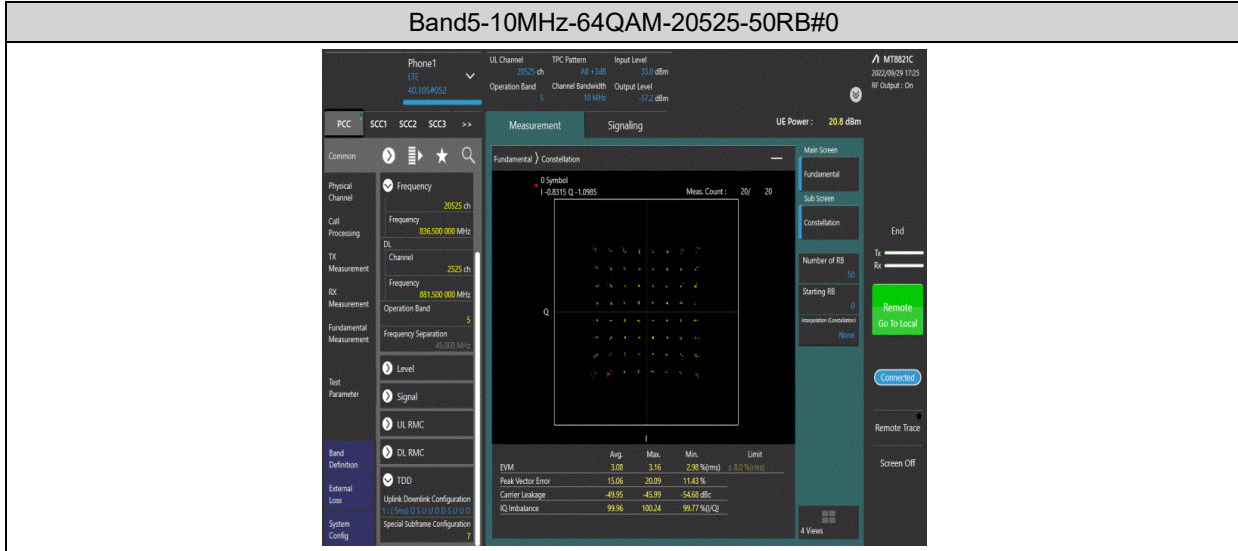 Band5-10MHz-64QAM-20525-50RB#0
Phone1
LTE
40.10S#052
UL Channel
20525 ch
TPC Pattern
All +3dB
Input Level
33.0 dBm
Operation Band
5
Channel Bandwidth
10 MHz
Output Level
-57.2 dBm
MT8821C
2022/09/29 17:25
RF Output : On
PCC SCC1 SCC2 SCC3 >>
Measurement
Signaling
UE Power : 20.8 dBm
Common
Physical
Channel
Call
Processing
TX
Measurement
RX
Measurement
Fundamental
Measurement
Test
Parameter
Band
Definition
External
Loss
System
Config
Frequency
20525 ch
Frequency
836.500 000 MHz
DL
Channel
2525 ch
Frequency
881.500 000 MHz
Operation Band
5
Frequency Separation
45.000 MHz
Level
Signal
UL RMC
DL RMC
TDD
Uplink Downlink Configuration
1 : ( 5ms) D S U U D D S U U D
Special Subframe Configuration
7
Fundamental ⟩ Constellation
0 Symbol
I -0.8315 Q -1.0985
Meas. Count : 20/ 20
Q
I
Avg. Max. Min. Limit
EVM 3.08 3.16 2.98 %(rms) ≤ 8.0 %(rms)
Peak Vector Error 15.06 20.09 11.43 %
Carrier Leakage -49.95 -45.99 -54.68 dBc
IQ Imbalance 99.96 100.24 99.77 %(I/Q)
Main Screen
Fundamental
Sub Screen
Constellation
Number of RB
50
Starting RB
0
Interpolation (Constellation)
None
4 Views
End
Tx
Rx
Remote
Go To Local
Connected
Remote Trace
Screen Off